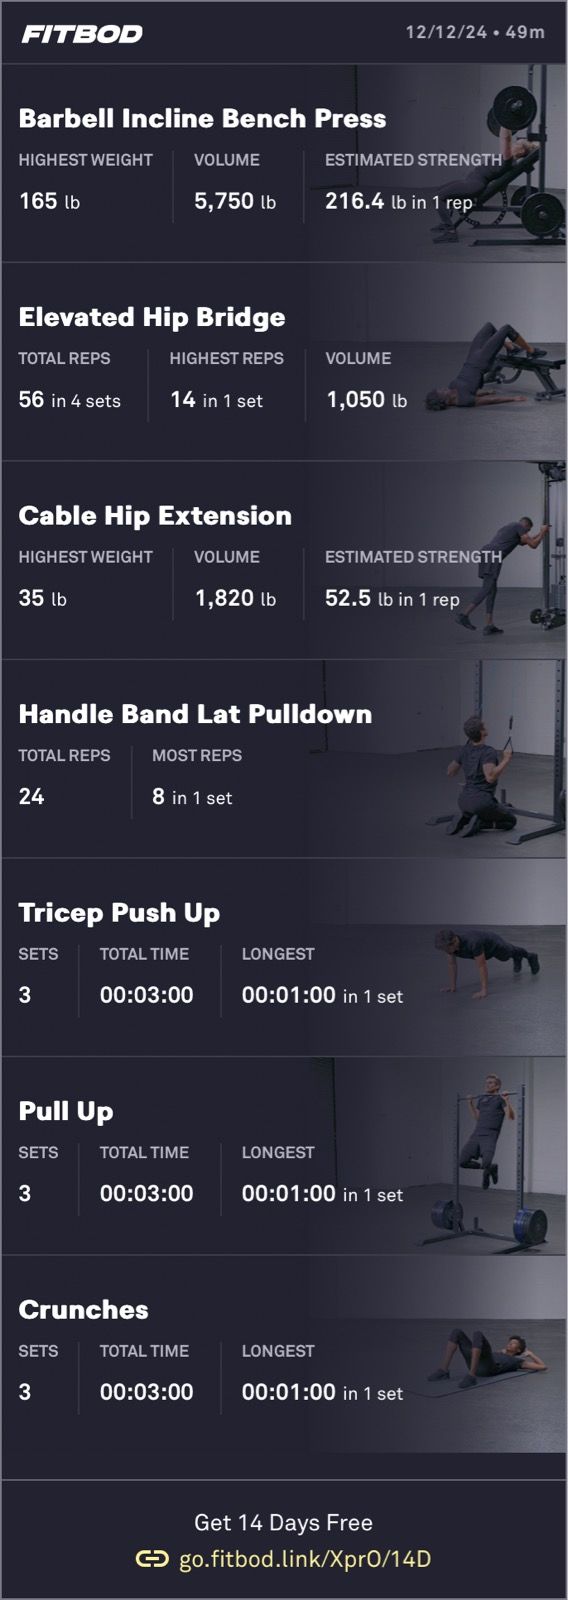 FITBOD
12/12/24 • 49m
Barbell Incline Bench Press
HIGHEST WEIGHT VOLUME ESTIMATED STRENGTH
165 lb 5,750 lb 216.4 lb in 1 rep
Elevated Hip Bridge
TOTAL REPS HIGHEST REPS VOLUME
56 in 4 sets 14 in 1 set 1,050 lb
Cable Hip Extension
HIGHEST WEIGHT VOLUME ESTIMATED STRENGTH
35 lb 1,820 lb 52.5 lb in 1 rep
Handle Band Lat Pulldown
TOTAL REPS MOST REPS
24 8 in 1 set
Tricep Push Up
SETS TOTAL TIME LONGEST
3 00:03:00 00:01:00 in 1 set
Pull Up
SETS TOTAL TIME LONGEST
3 00:03:00 00:01:00 in 1 set
Crunches
SETS TOTAL TIME LONGEST
3 00:03:00 00:01:00 in 1 set
Get 14 Days Free
go.fitbod.link/XprO/14D